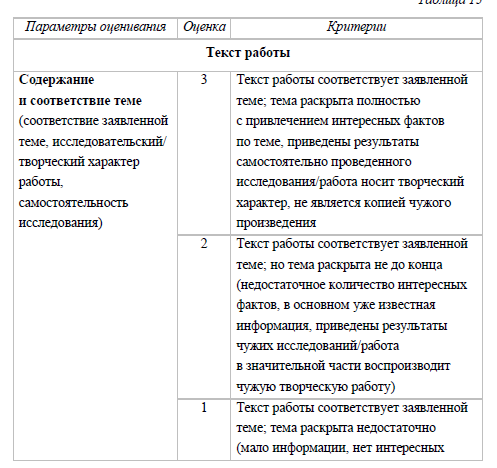 Таблица 15
Параметры оценивания Оценка Критерии
Текст работы
Содержание
и соответствие теме
(соответствие заявленной
теме, исследовательский/
творческий характер
работы,
самостоятельность
исследования)
3
Текст работы соответствует заявленной
теме; тема раскрыта полностью
с привлечением интересных фактов
по теме, приведены результаты
самостоятельно проведенного
исследования/работа носит творческий
характер, не является копией чужого
произведения
2
Текст работы соответствует заявленной
теме; но тема раскрыта не до конца
(недостаточное количество интересных
фактов, в основном уже известная
информация, приведены результаты
чужих исследований/работа
в значительной части воспроизводит
чужую творческую работу)
1
Текст работы соответствует заявленной
теме; тема раскрыта недостаточно
(мало информации, нет интересных